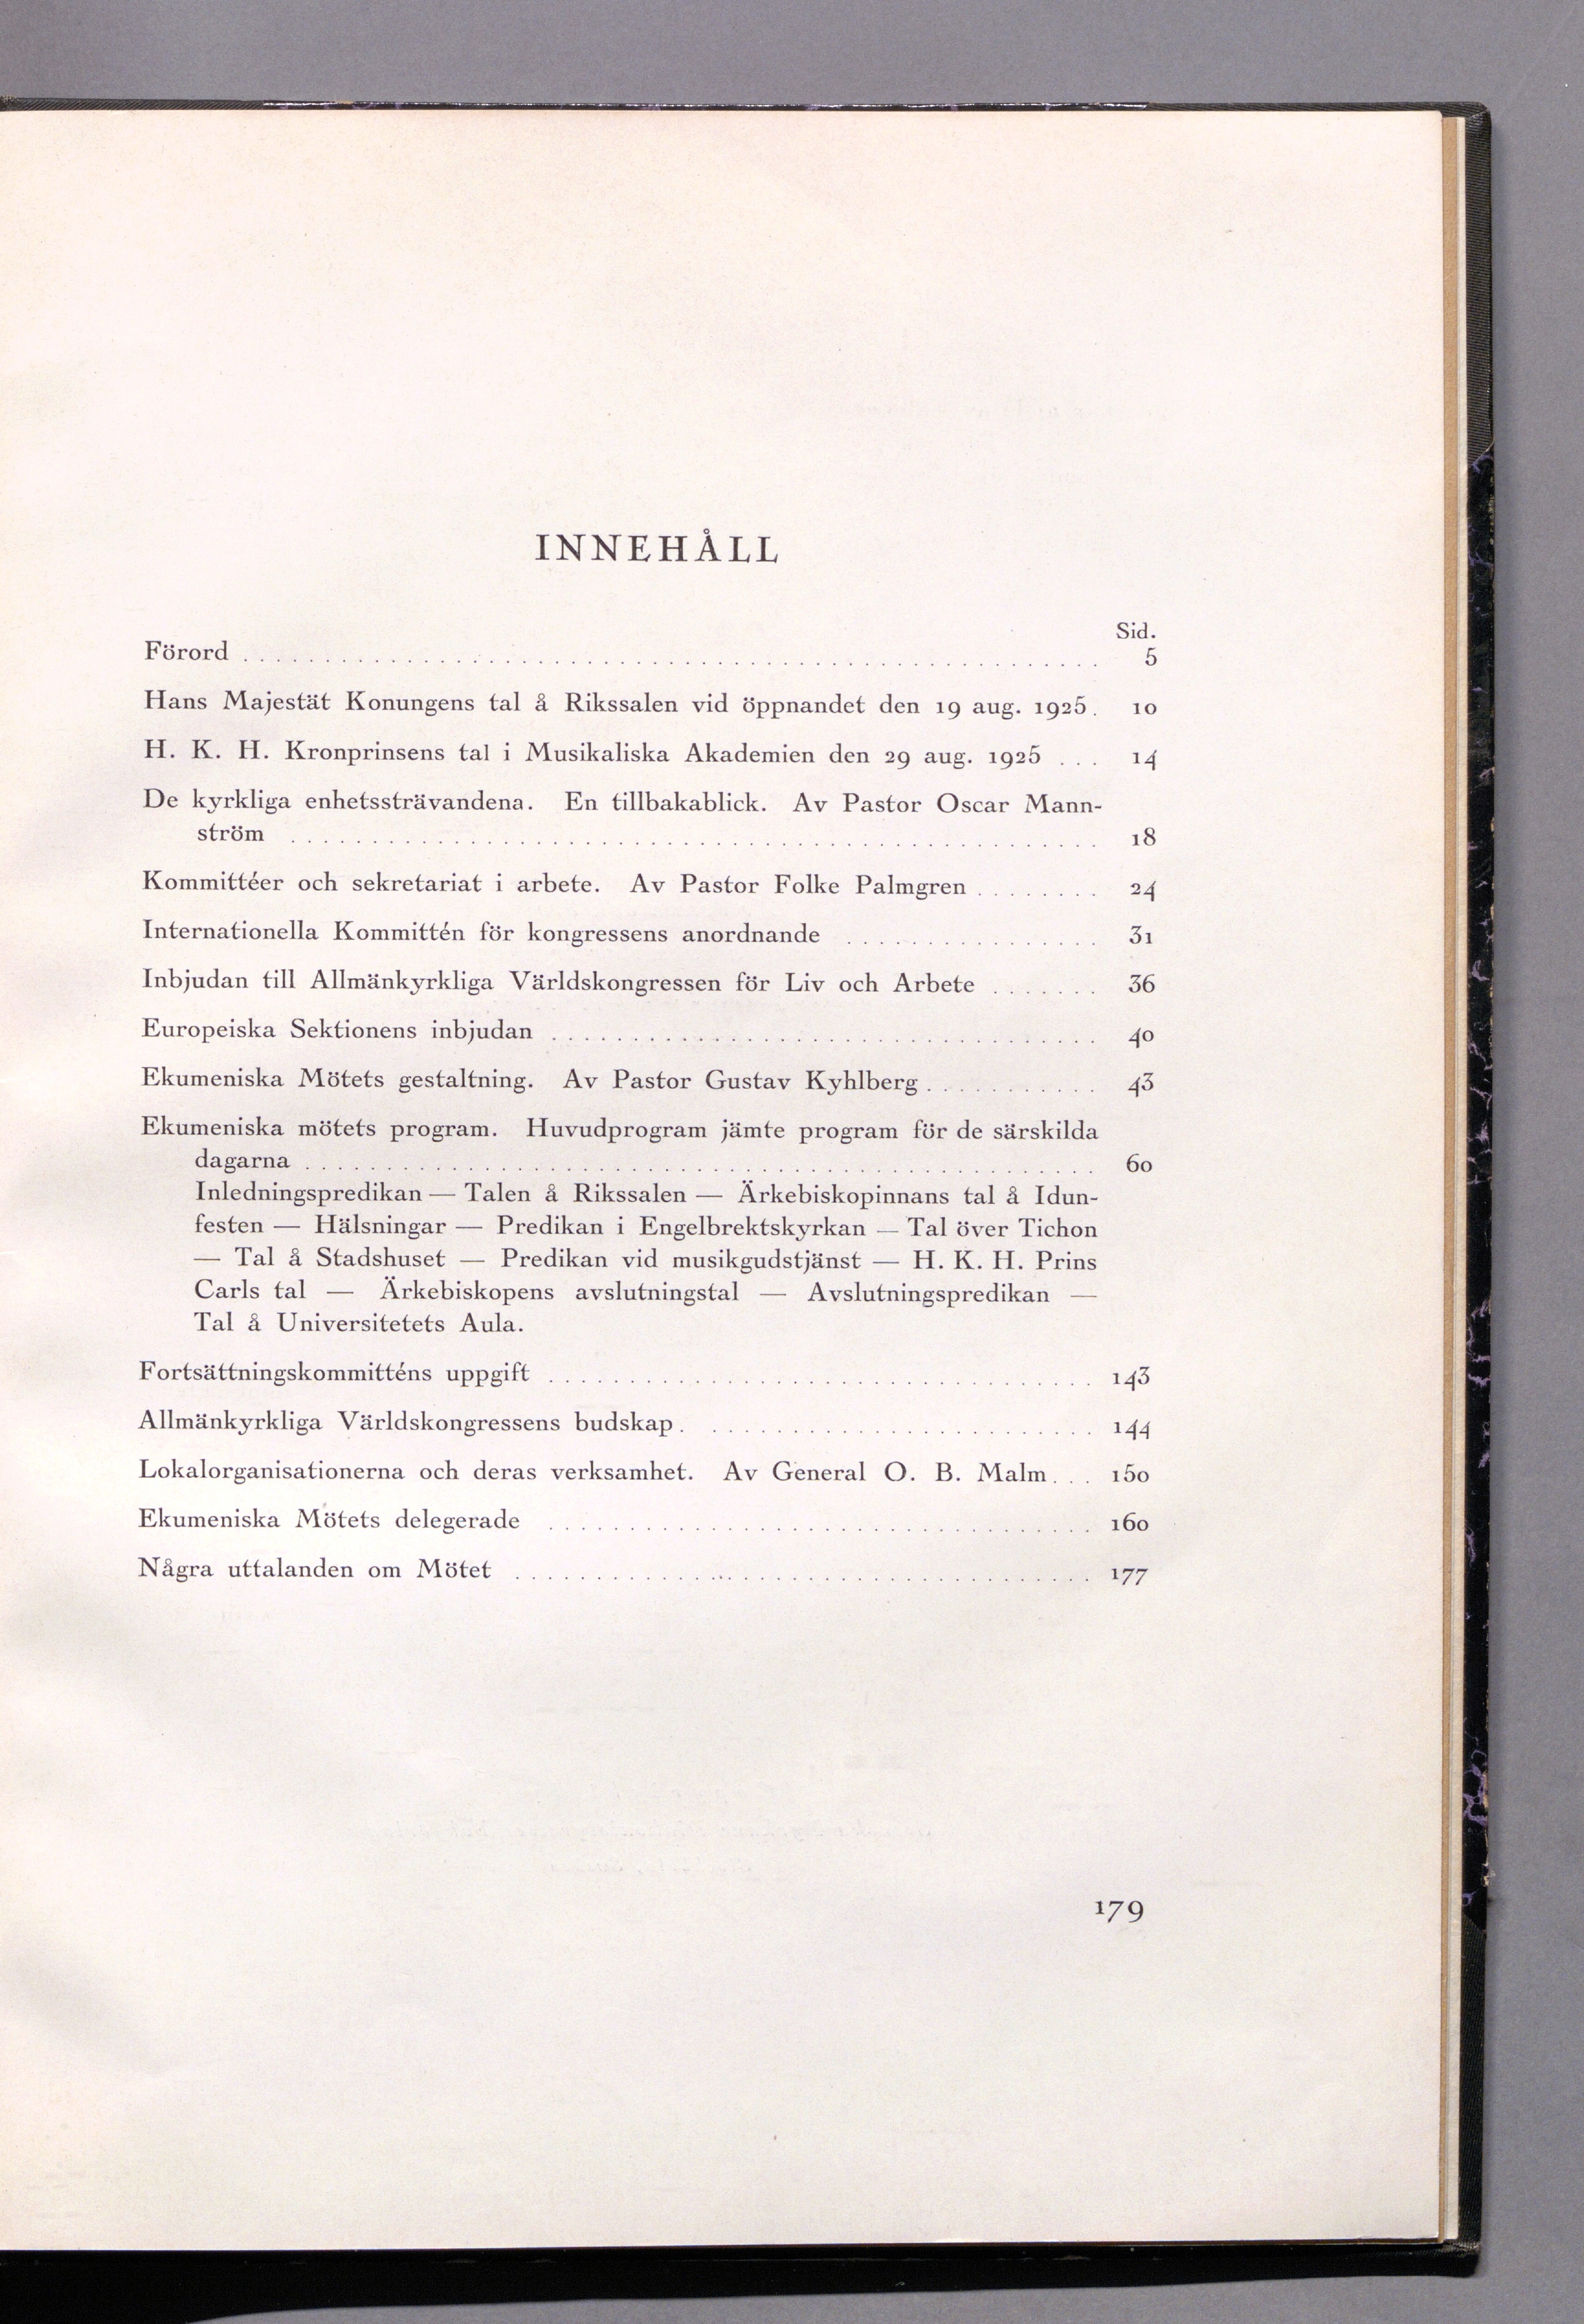 INNEHÅLL
Sid.
Förord . . . . . . . . . . . . . . . . . . . . . . . . . . . . . . 5
Hans Majestät Konungens tal å Rikssalen vid öppnandet den 19 aug. 1925. 10
H. K. H. Kronprinsens tal i Musikaliska Akademien den 29 aug. 1925 . . . 14
De kyrkliga enhetssträvandena. En tillbakablick. Av Pastor Oscar Mann-
ström . . . . . . . . . . . . . . . . . . . . . . . . . . . . . . 18
Kommittéer och sekretariat i arbete. Av Pastor Folke Palmgren . . . . . . . . 24
Internationella Kommittén för kongressens anordnande . . . . . . . . . . . . . . . . 31
Inbjudan till Allmänkyrkliga Världskongressen för Liv och Arbete . . . . . . . 36
Europeiska Sektionens inbjudan . . . . . . . . . . . . . . . . . . . . . . . . . . 40
Ekumeniska Mötets gestaltning. Av Pastor Gustav Kyhlberg . . . . . . . . . . . 43
Ekumeniska mötets program. Huvudprogram jämte program för de särskilda
dagarna . . . . . . . . . . . . . . . . . . . . . . . . . . . . . . 60
Inledningspredikan — Talen å Rikssalen — Ärkebiskopinnans tal å Idun-
festen — Hälsningar — Predikan i Engelbrektskyrkan — Tal över Tichon
— Tal å Stadshuset — Predikan vid musikgudstjänst — H. K. H. Prins
Carls tal — Ärkebiskopens avslutningstal — Avslutningspredikan —
Tal å Universitetets Aula.
Fortsättningskommitténs uppgift . . . . . . . . . . . . . . . . . . . . . . . . . . 143
Allmänkyrkliga Världskongressens budskap. . . . . . . . . . . . . . . . . . . . . 144
Lokalorganisationerna och deras verksamhet. Av General O. B. Malm . . . 150
Ekumeniska Mötets delegerade . . . . . . . . . . . . . . . . . . . . . . . . . . 160
Några uttalanden om Mötet . . . . . . . . . . . . . . . . . . . . . . . . . . . . 177
179